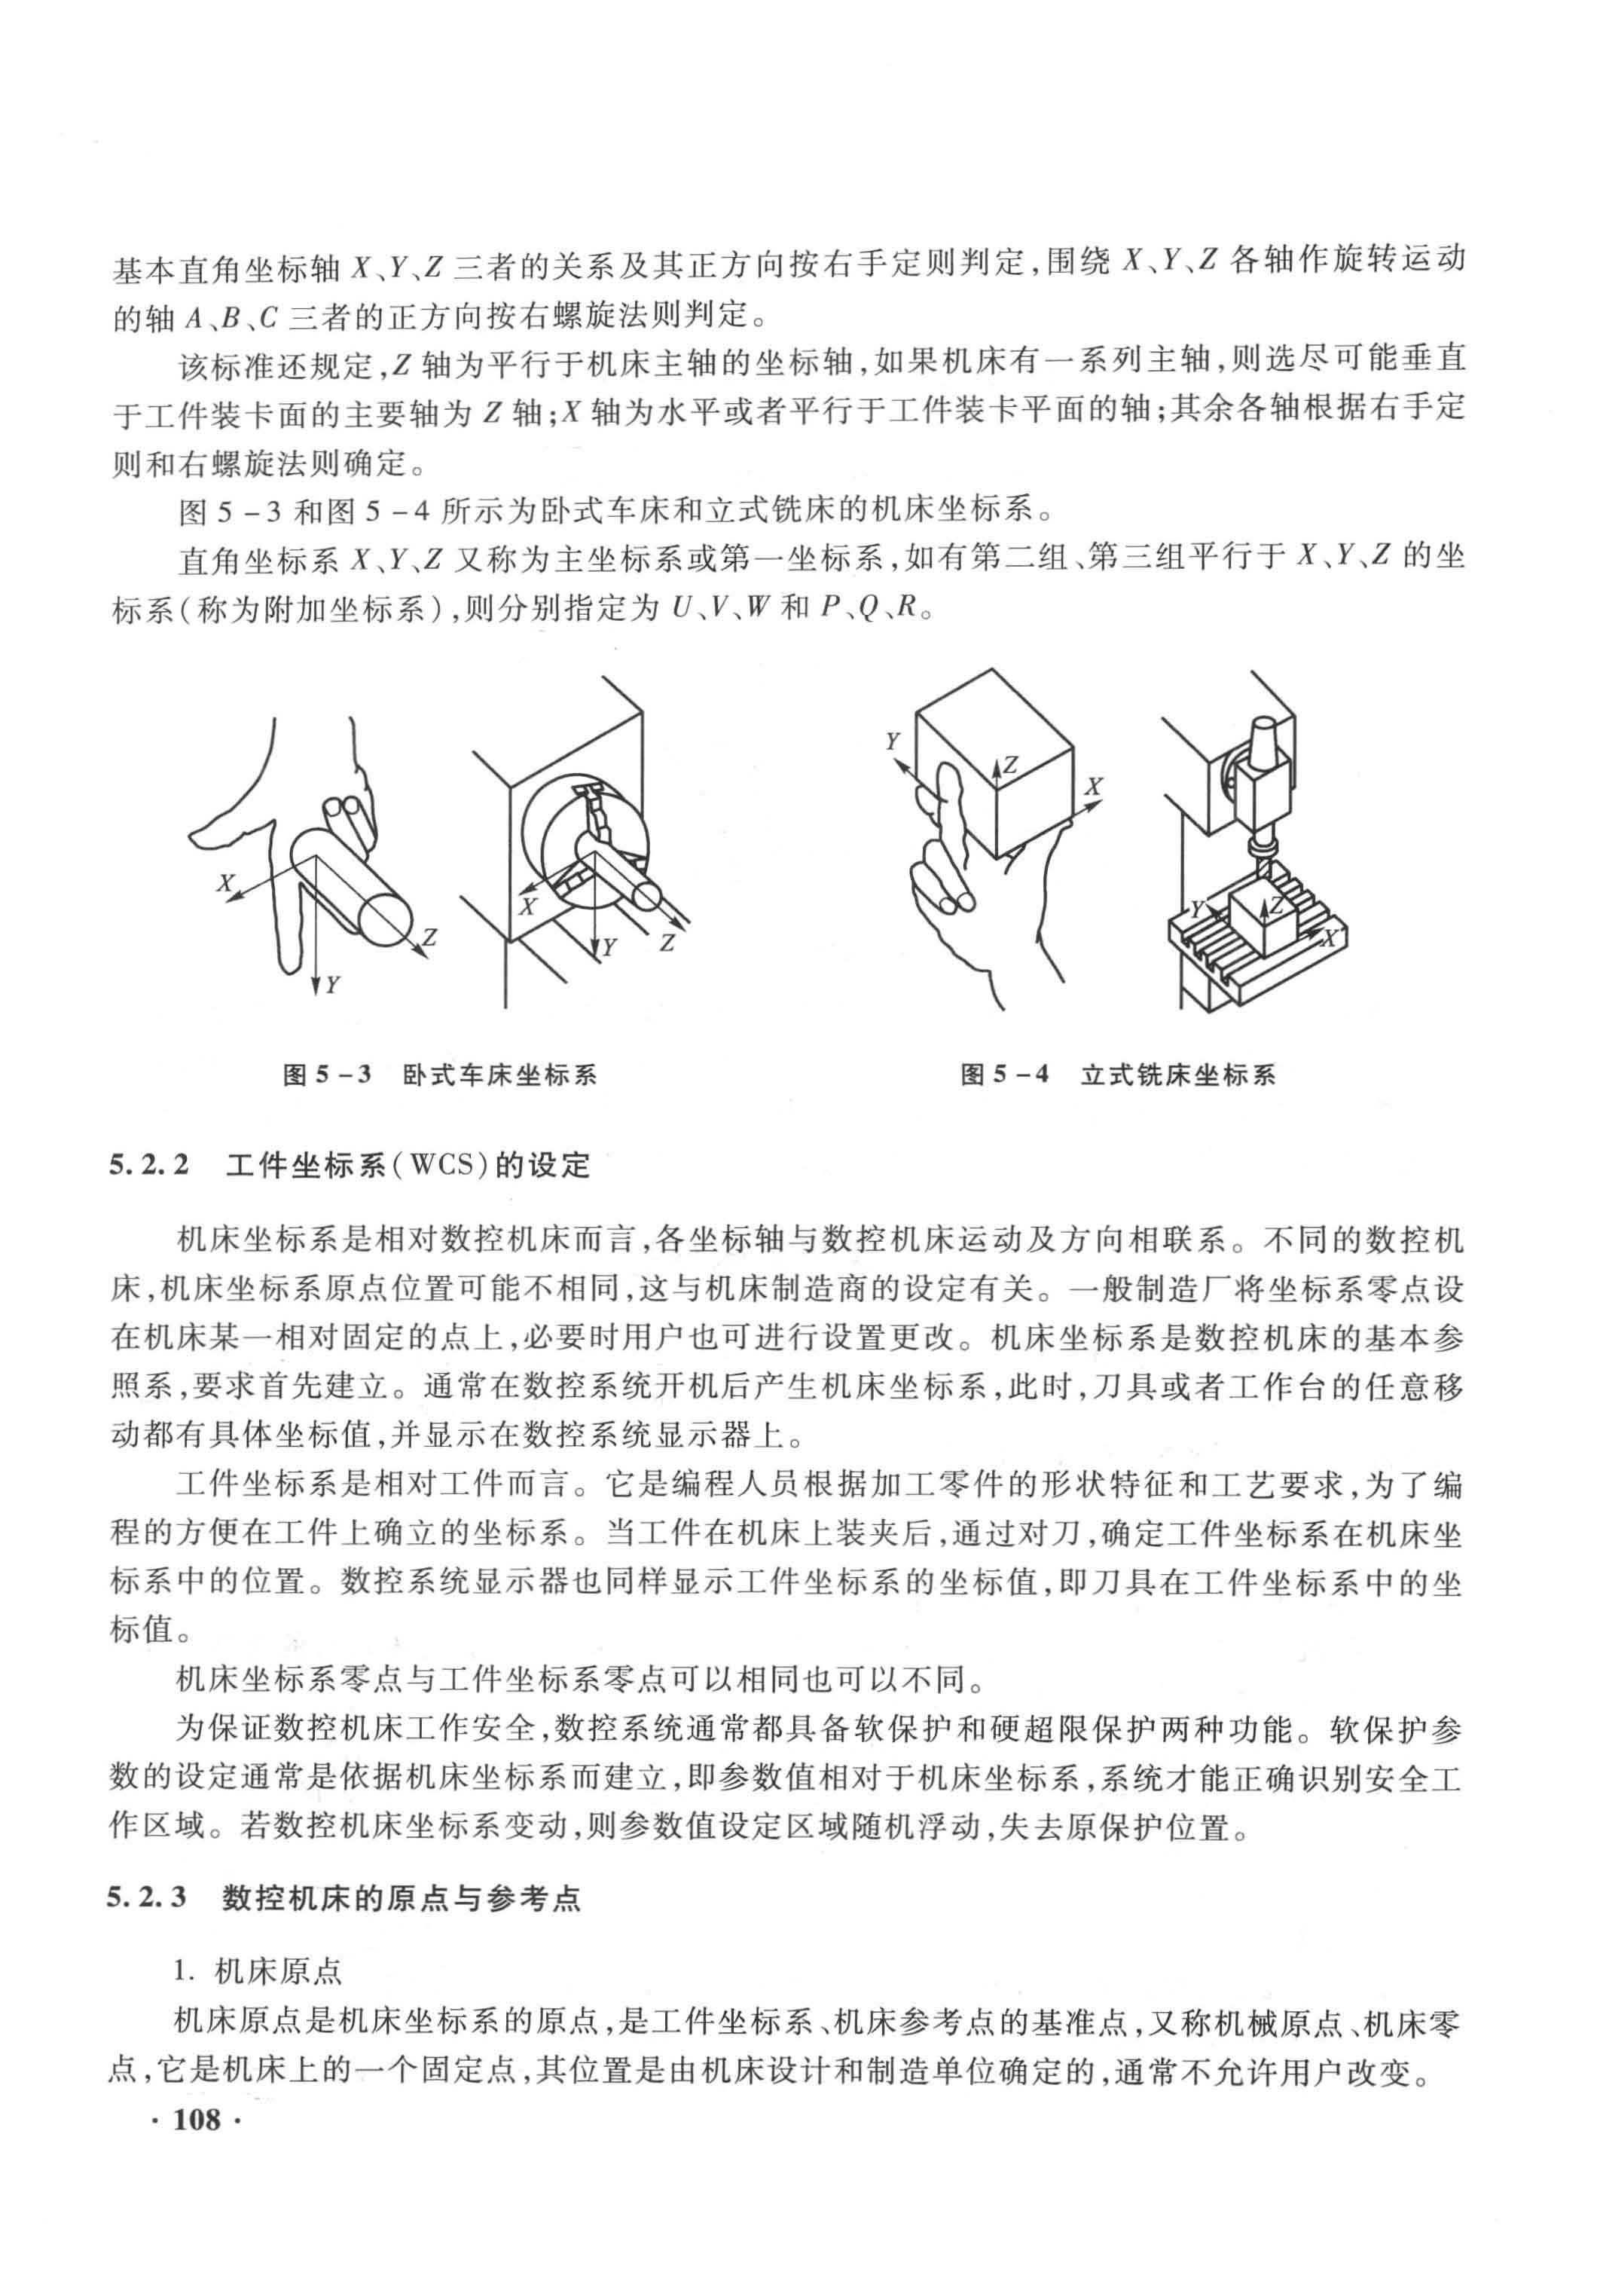 基本直角坐标轴 X、Y、Z 三者的关系及其正方向按右手定则判定,围绕 X、Y、Z 各轴作旋转运动
的轴 A、B、C 三者的正方向按右螺旋法则判定。
该标准还规定,Z 轴为平行于机床主轴的坐标轴,如果机床有一系列主轴,则选尽可能垂直
于工件装卡面的主要轴为 Z 轴;X 轴为水平或者平行于工件装卡平面的轴;其余各轴根据右手定
则和右螺旋法则确定。
图 5-3 和图 5-4 所示为卧式车床和立式铣床的机床坐标系。
直角坐标系 X、Y、Z 又称为主坐标系或第一坐标系,如有第二组、第三组平行于 X、Y、Z 的坐
标系(称为附加坐标系),则分别指定为 U、V、W 和 P、Q、R。
X
Z
Y
X
Y
Z
Y
Z
X
Y
Z
X
图 5-3 卧式车床坐标系
图 5-4 立式铣床坐标系
5.2.2 工件坐标系(WCS)的设定
机床坐标系是相对数控机床而言,各坐标轴与数控机床运动及方向相联系。不同的数控机
床,机床坐标系原点位置可能不相同,这与机床制造商的设定有关。一般制造厂将坐标系零点设
在机床某一相对固定的点上,必要时用户也可进行设置更改。机床坐标系是数控机床的基本参
照系,要求首先建立。通常在数控系统开机后产生机床坐标系,此时,刀具或者工作台的任意移
动都有具体坐标值,并显示在数控系统显示器上。
工件坐标系是相对工件而言。它是编程人员根据加工零件的形状特征和工艺要求,为了编
程的方便在工件上确立的坐标系。当工件在机床上装夹后,通过对刀,确定工件坐标系在机床坐
标系中的位置。数控系统显示器也同样显示工件坐标系的坐标值,即刀具在工件坐标系中的坐
标值。
机床坐标系零点与工件坐标系零点可以相同也可以不同。
为保证数控机床工作安全,数控系统通常都具备软保护和硬超限保护两种功能。软保护参
数的设定通常是依据机床坐标系而建立,即参数值相对于机床坐标系,系统才能正确识别安全工
作区域。若数控机床坐标系变动,则参数值设定区域随机浮动,失去原保护位置。
5.2.3 数控机床的原点与参考点
1. 机床原点
机床原点是机床坐标系的原点,是工件坐标系、机床参考点的基准点,又称机械原点、机床零
点,它是机床上的一个固定点,其位置是由机床设计和制造单位确定的,通常不允许用户改变。
· 108 ·